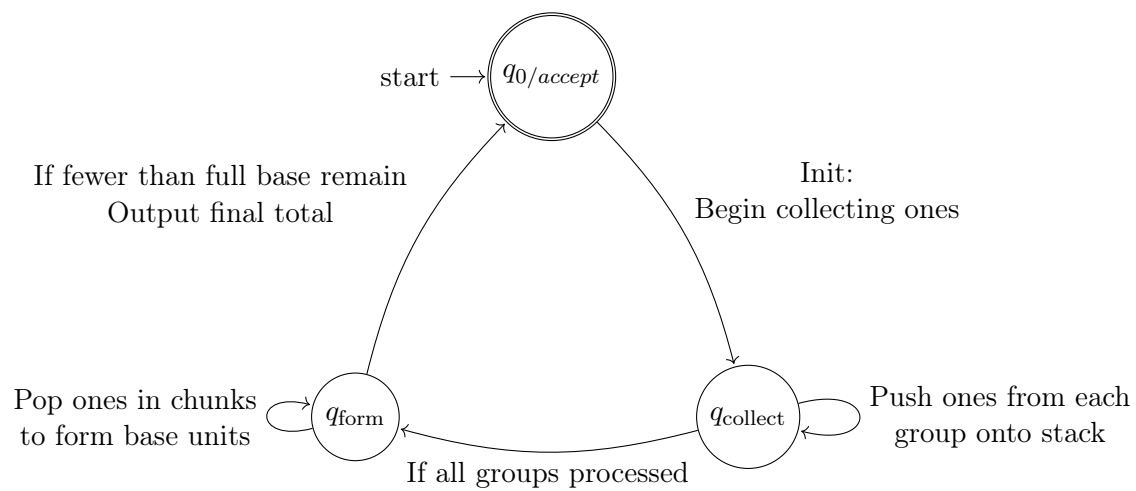 start
q0/accept
If fewer than full base remain
Output final total
Init:
Begin collecting ones
Pop ones in chunks
to form base units
qform
qcollect
Push ones from each
group onto stack
If all groups processed